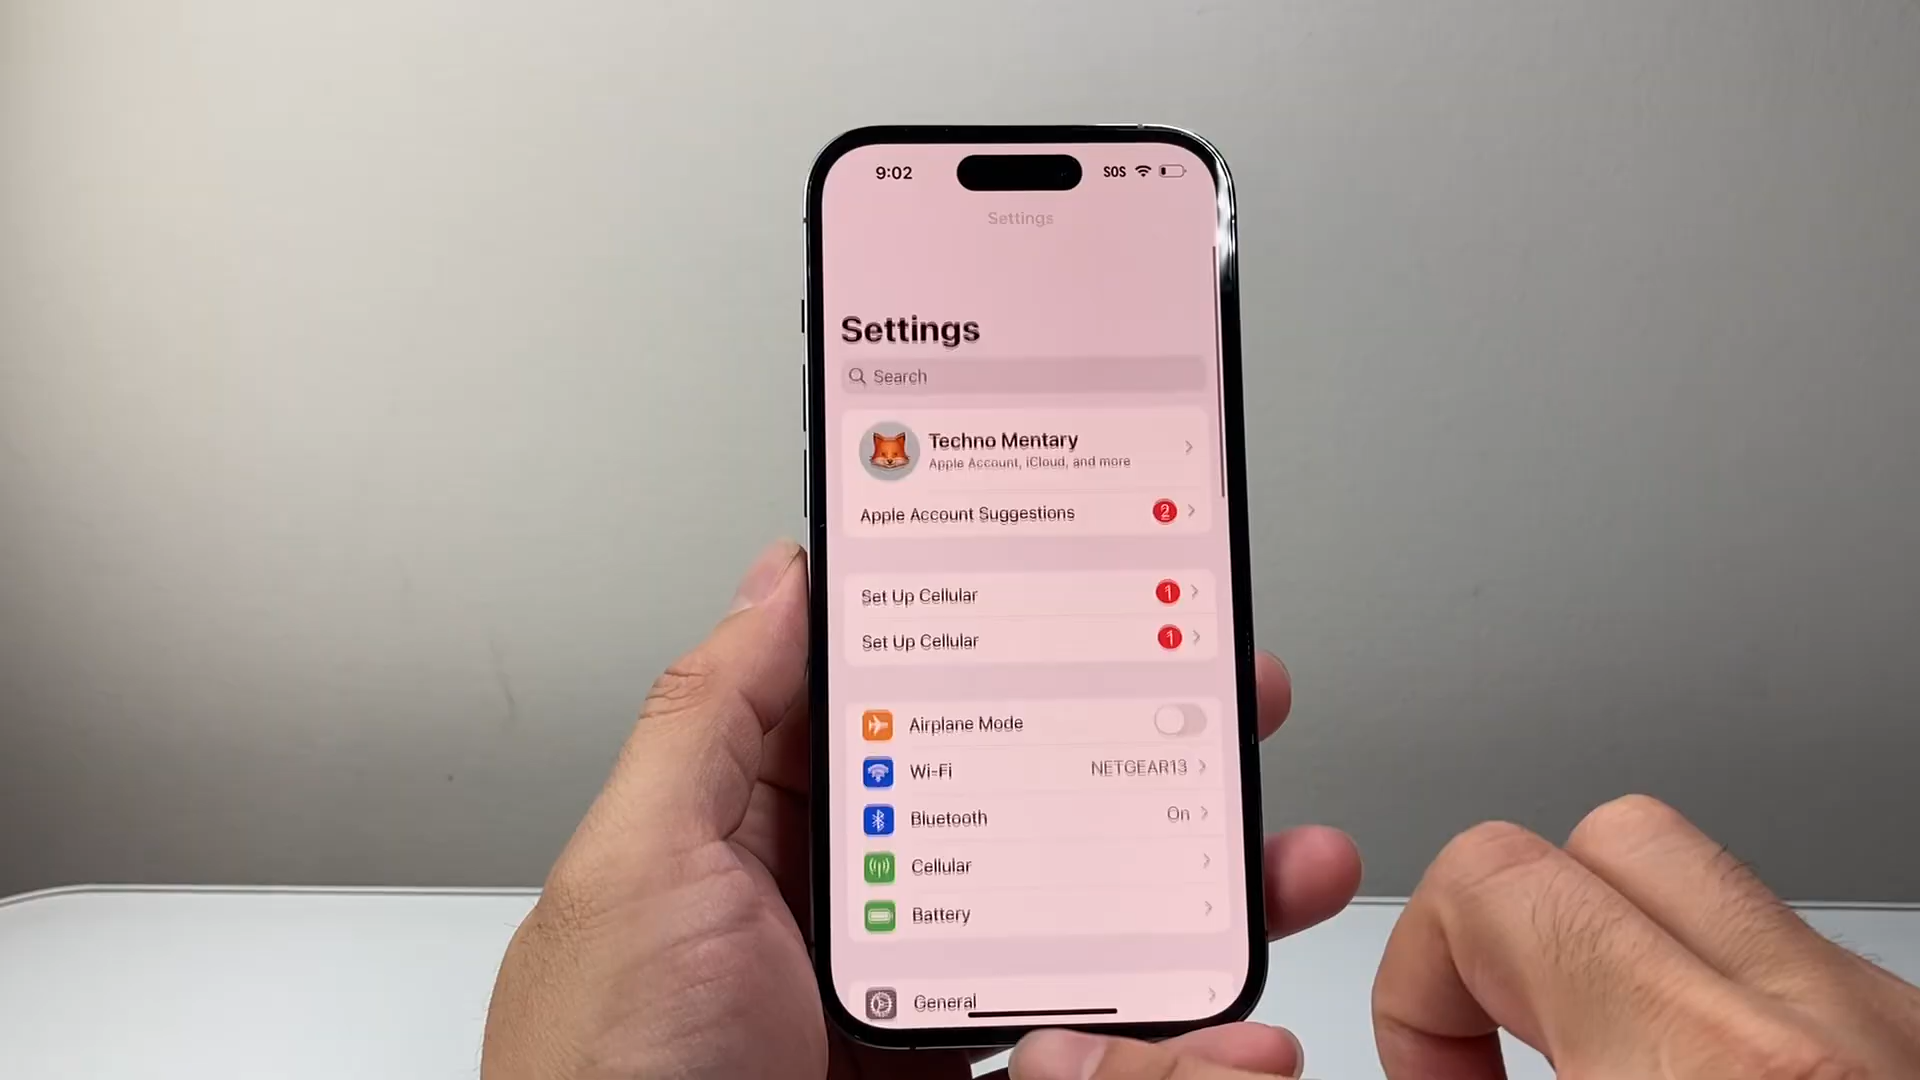 9:02
SOS
Settings
Settings
Search
Techno Mentary
Apple Account, iCloud, and more
Apple Account Suggestions 2
Set Up Cellular 1
Set Up Cellular 1
Airplane Mode
Wi-Fi NETGEAR13
Bluetooth On
Cellular
Battery
General